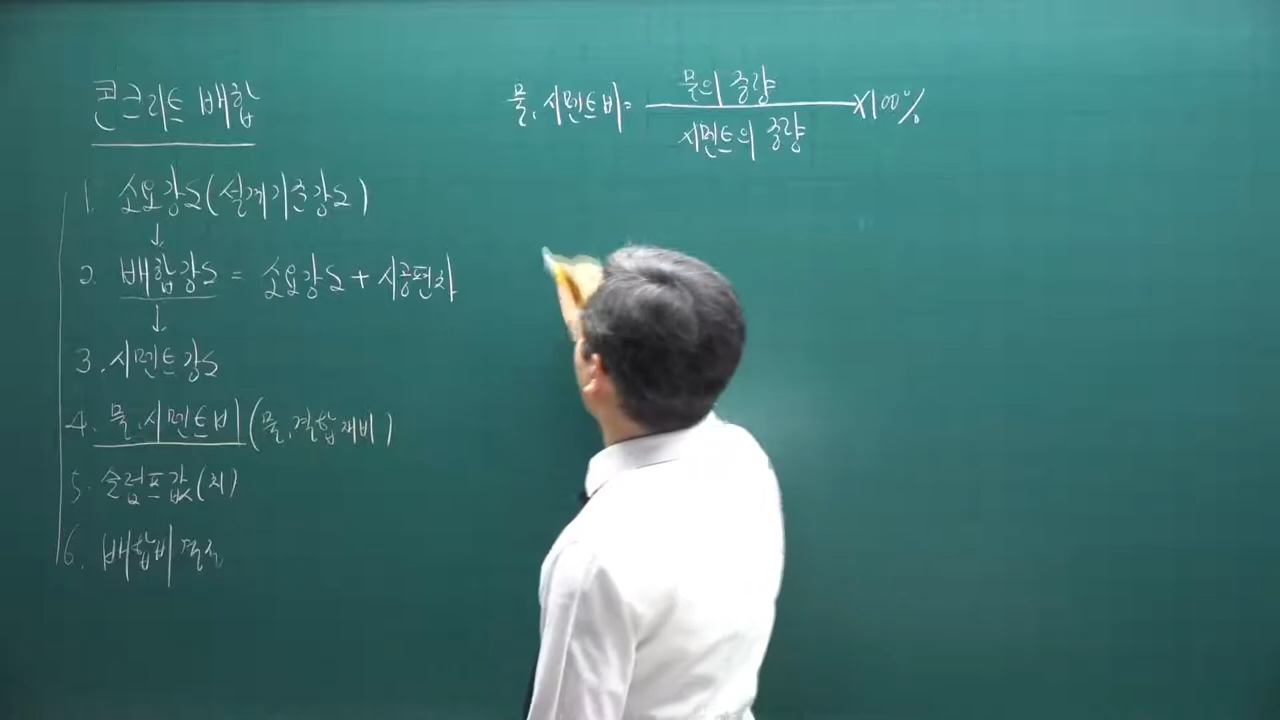 콘크리트 배합
1. 소요강도(설계기준강도)
↓
2. 배합강도 = 소요강도 + 시공편차
↓
3. 시멘트강도
4. 물.시멘트비 (물.결합재비)
5. 슬럼프값(치)
6. 배합비 결정
물.시멘트비= 물의 중량 / 시멘트의 중량 X100%